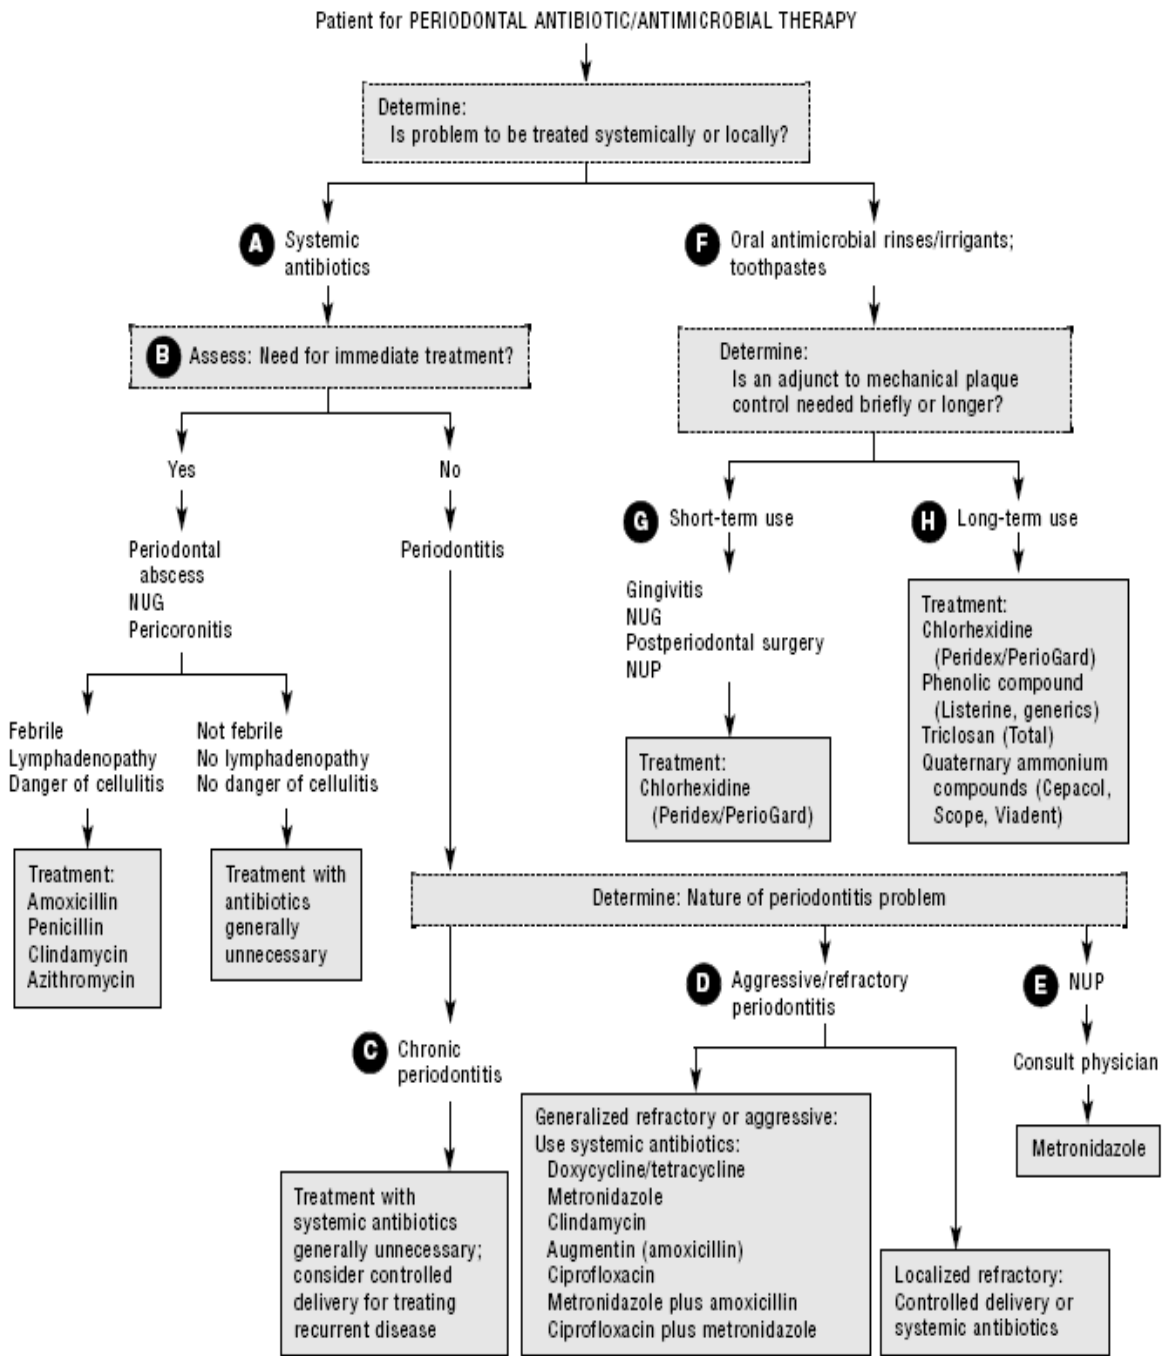 Patient for PERIODONTAL ANTIBIOTIC/ANTIMICROBIAL THERAPY
Determine:
Is problem to be treated systemically or locally?
A Systemic
antibiotics
F Oral antimicrobial rinses/irrigants;
toothpastes
B Assess: Need for immediate treatment?
Determine:
Is an adjunct to mechanical plaque
control needed briefly or longer?
Yes
No
Periodontal
abscess
NUG
Pericoronitis
Periodontitis
G Short-term use
H Long-term use
Gingivitis
NUG
Postperiodontal surgery
NUP
Treatment:
Chlorhexidine
(Peridex/PerioGard)
Phenolic compound
(Listerine, generics)
Triclosan (Total)
Quaternary ammonium
compounds (Cepacol,
Scope, Viadent)
Febrile
Lymphadenopathy
Danger of cellulitis
Not febrile
No lymphadenopathy
No danger of cellulitis
Treatment:
Chlorhexidine
(Peridex/PerioGard)
Treatment:
Amoxicillin
Penicillin
Clindamycin
Azithromycin
Treatment with
antibiotics
generally
unnecessary
Determine: Nature of periodontitis problem
C Chronic
periodontitis
D Aggressive/refractory
periodontitis
E NUP
Consult physician
Metronidazole
Treatment with
systemic antibiotics
generally unnecessary;
consider controlled
delivery for treating
recurrent disease
Generalized refractory or aggressive:
Use systemic antibiotics:
Doxycycline/tetracycline
Metronidazole
Clindamycin
Augmentin (amoxicillin)
Ciprofloxacin
Metronidazole plus amoxicillin
Ciprofloxacin plus metronidazole
Localized refractory:
Controlled delivery or
systemic antibiotics